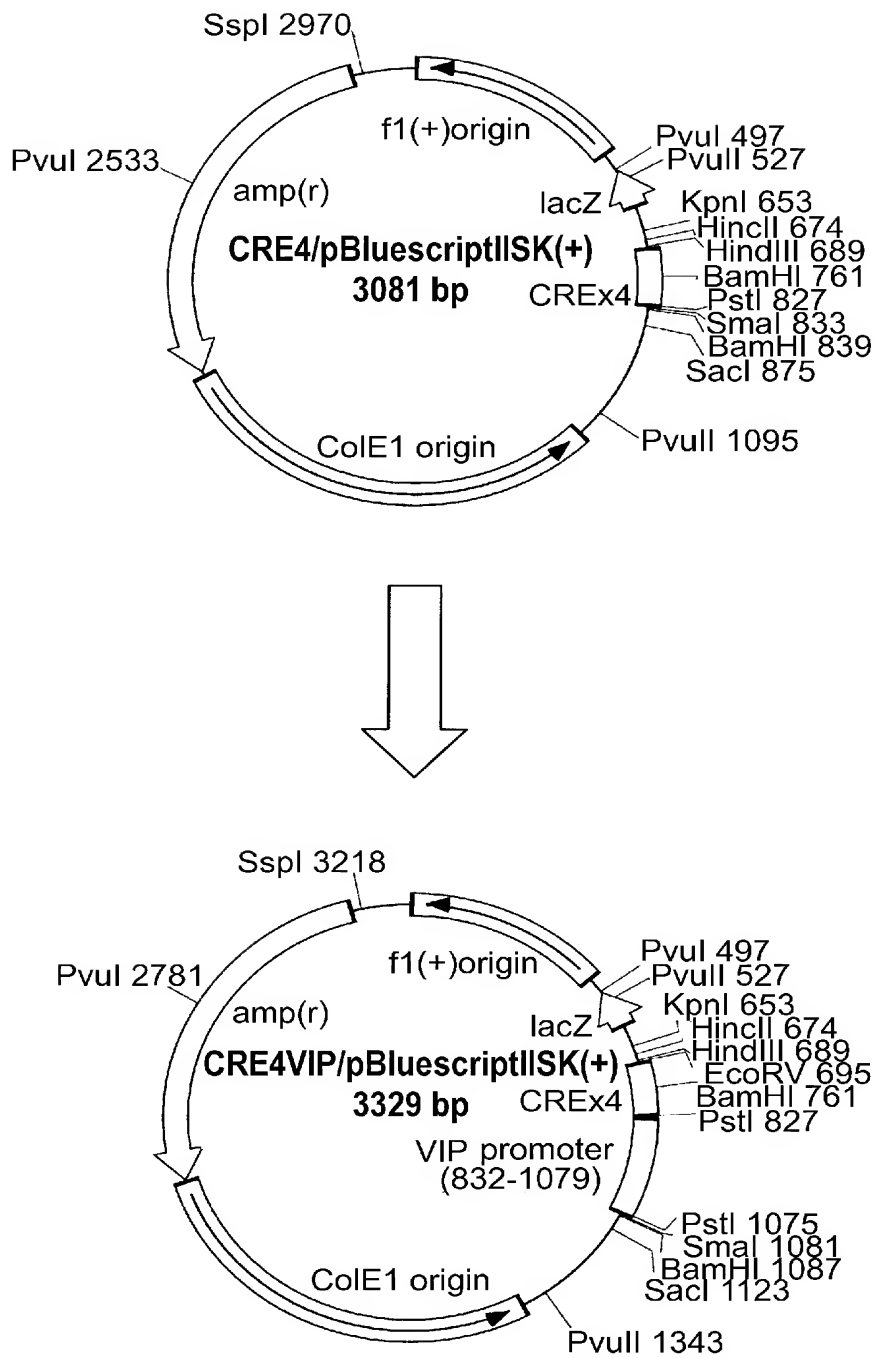 SspI 2970
f1(+)origin
PvuI 497
PvuII 527
PvuI 2533
amp(r)
lacZ
KpnI 653
HincII 674
HindIII 689
CRE4/pBluescriptIISK(+)
3081 bp
BamHI 761
CREx4
PstI 827
SmaI 833
BamHI 839
SacI 875
ColE1 origin
PvuII 1095
SspI 3218
f1(+)origin
PvuI 497
PvuII 527
PvuI 2781
amp(r)
lacZ
KpnI 653
HincII 674
HindIII 689
CRE4VIP/pBluescriptIISK(+)
3329 bp
EcoRV 695
BamHI 761
CREx4
PstI 827
VIP promoter
(832-1079)
PstI 1075
SmaI 1081
BamHI 1087
SacI 1123
ColE1 origin
PvuII 1343